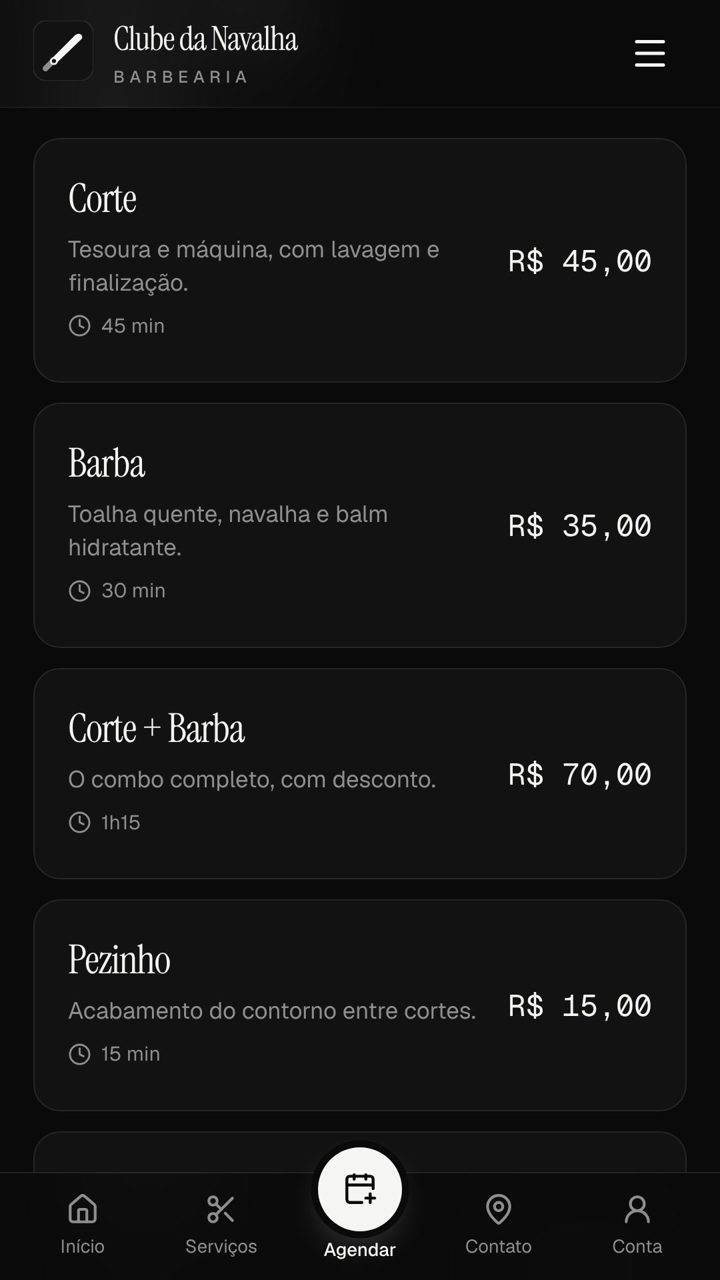 Clube da Navalha
BARBEARIA
Corte
Tesoura e máquina, com lavagem e
finalização.
45 min
R$ 45,00
Barba
Toalha quente, navalha e balm
hidratante.
30 min
R$ 35,00
Corte + Barba
O combo completo, com desconto.
1h15
R$ 70,00
Pezinho
Acabamento do contorno entre cortes.
15 min
R$ 15,00
Início
Serviços
Agendar
Contato
Conta